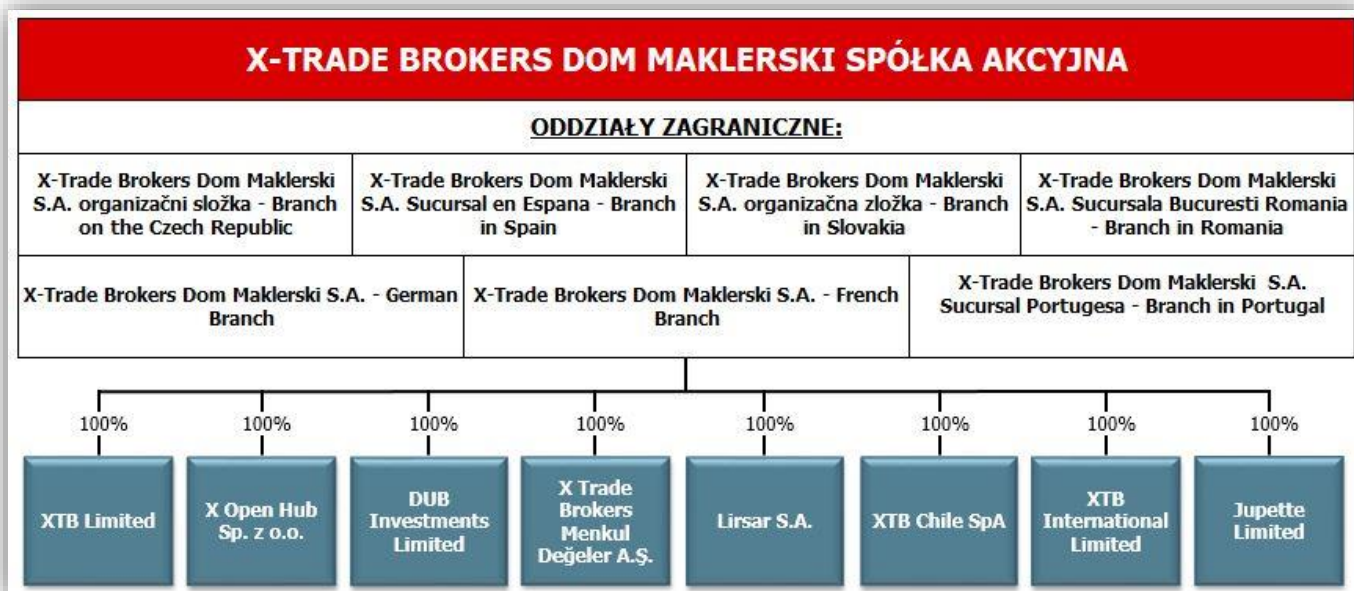 X-TRADE BROKERS DOM MAKLERSKI SPÓŁKA AKCYJNA
ODDZIAŁY ZAGRANICZNE:
X-Trade Brokers Dom Maklerski
S.A. organizačni složka - Branch
on the Czech Republic
X-Trade Brokers Dom Maklerski
S.A. Sucursal en Espana - Branch
in Spain
X-Trade Brokers Dom Maklerski
S.A. organizačna zložka - Branch
in Slovakia
X-Trade Brokers Dom Maklerski
S.A. Sucursala Bucuresti Romania
- Branch in Romania
X-Trade Brokers Dom Maklerski S.A. - German
Branch
X-Trade Brokers Dom Maklerski S.A. - French
Branch
X-Trade Brokers Dom Maklerski S.A.
Sucursal Portugesa - Branch in Portugal
100%
100%
100%
100%
100%
100%
100%
100%
XTB Limited
X Open Hub
Sp. z o.o.
DUB
Investments
Limited
X Trade
Brokers
Menkul
Değeler A.Ş.
Lirsar S.A.
XTB Chile SpA
XTB
International
Limited
Jupette
Limited